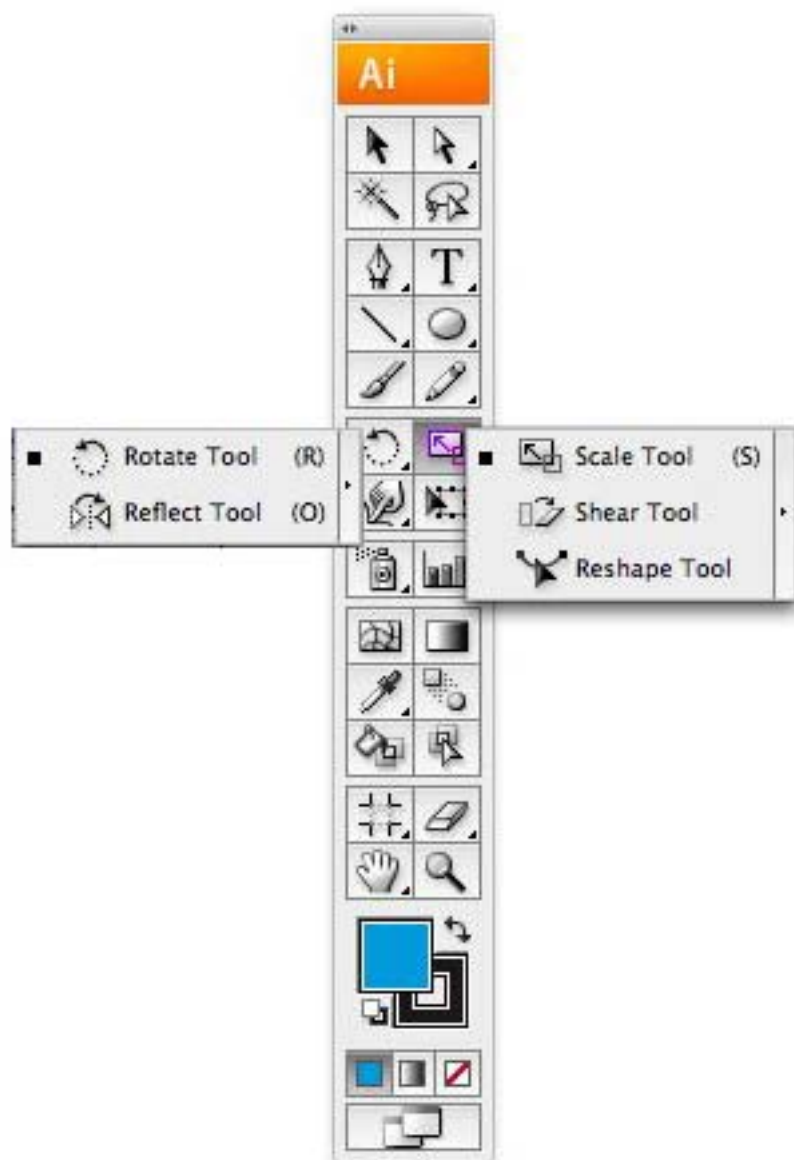 Ai
T
Rotate Tool (R)
Reflect Tool (O)
Scale Tool (S)
Shear Tool
Reshape Tool